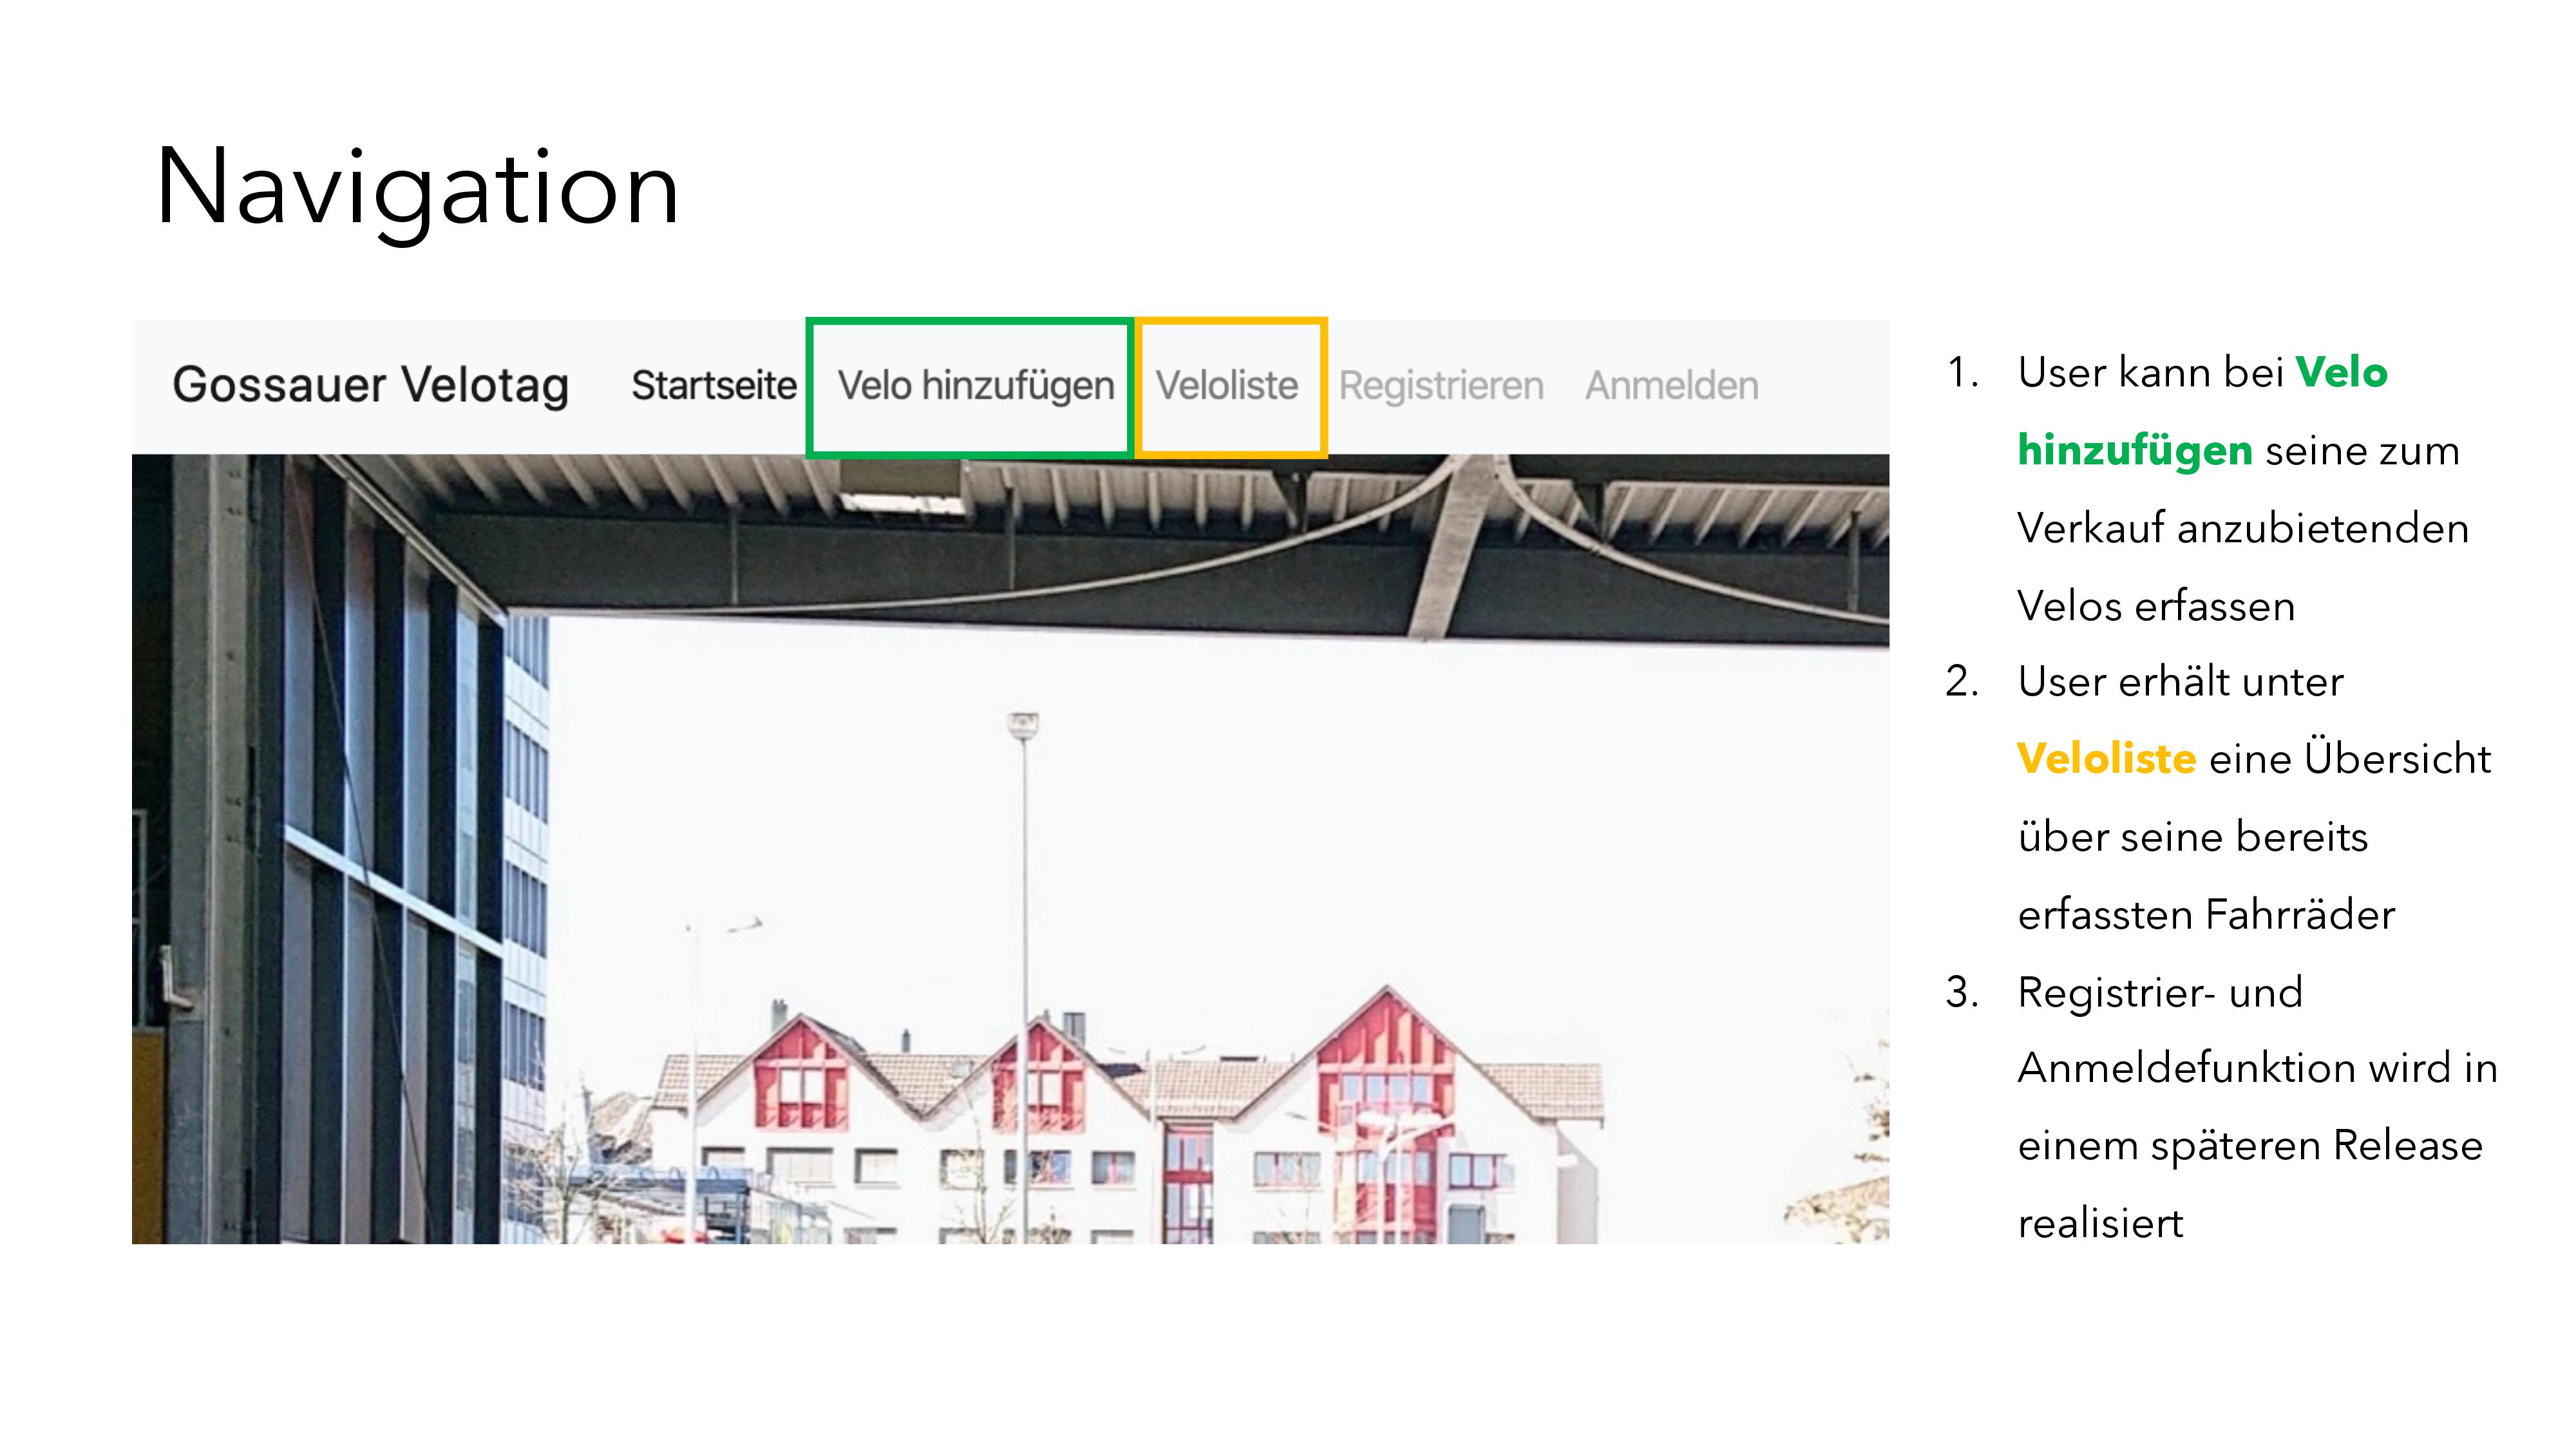 Navigation
Gossauer Velotag Startseite Velo hinzufügen Veloliste Registrieren Anmelden
1. User kann bei Velo
hinzufügen seine zum
Verkauf anzubietenden
Velos erfassen
2. User erhält unter
Veloliste eine Übersicht
über seine bereits
erfassten Fahrräder
3. Registrier- und
Anmeldefunktion wird in
einem späteren Release
realisiert